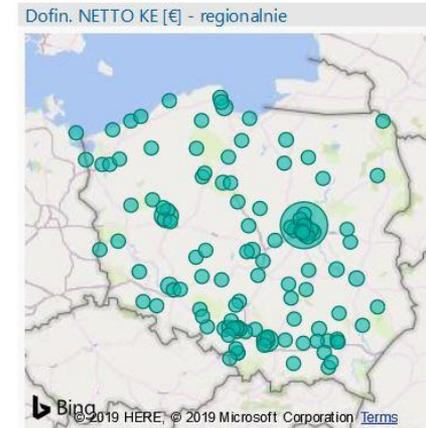 Dofin. NETTO KE [€] - regionalnie
Bing
©2019 HERE, © 2019 Microsoft Corporation Terms